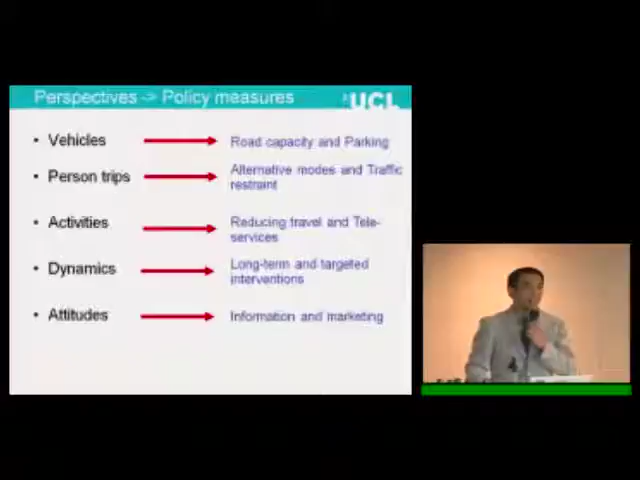 Perspectives -> Policy measures
UCL
• Vehicles
Road capacity and Parking
• Person trips
Alternative modes and Traffic
restraint
• Activities
Reducing travel and Tele-
services
• Dynamics
Long-term and targeted
interventions
• Attitudes
Information and marketing